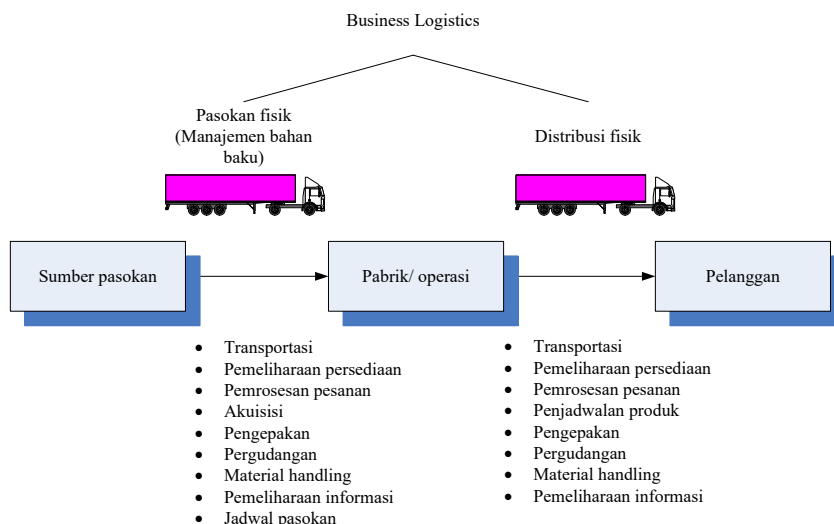 Business Logistics
Pasokan fisik
(Manajemen bahan
baku)
Distribusi fisik
Sumber pasokan
Pabrik/ operasi
Pelanggan
• Transportasi
• Pemeliharaan persediaan
• Pemrosesan pesanan
• Akuisisi
• Pengepakan
• Pergudangan
• Material handling
• Pemeliharaan informasi
• Jadwal pasokan
• Transportasi
• Pemeliharaan persediaan
• Pemrosesan pesanan
• Penjadwalan produk
• Pengepakan
• Pergudangan
• Material handling
• Pemeliharaan informasi